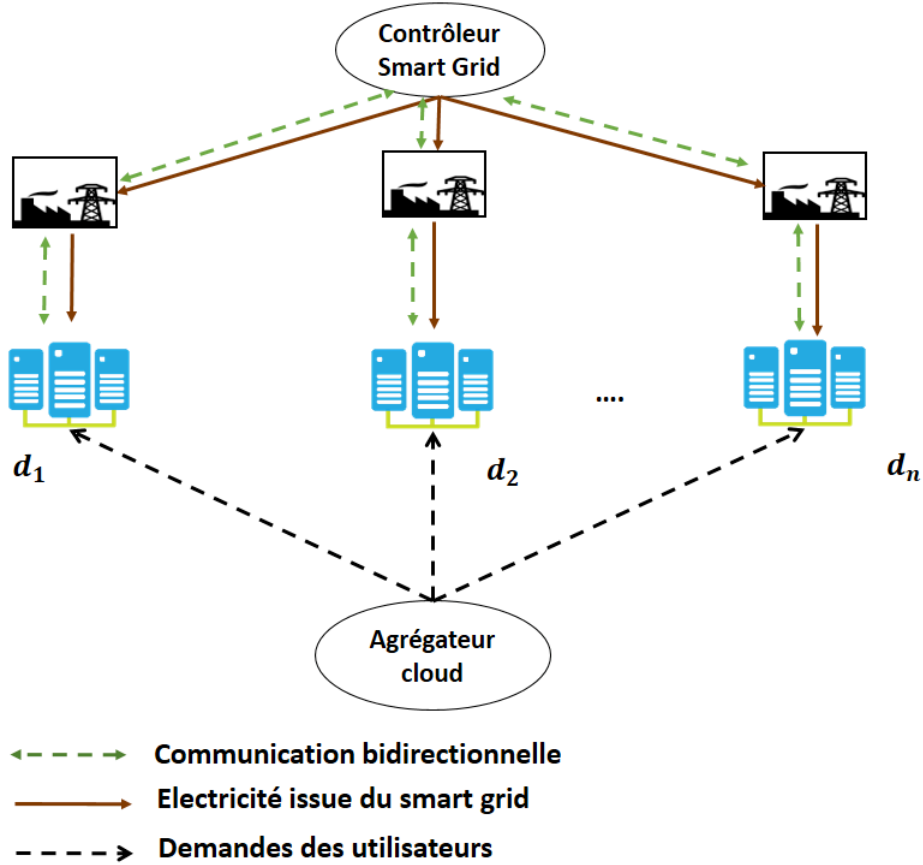 Contrôleur
Smart Grid
....
d1
d2
dn
Agrégateur
cloud
Communication bidirectionnelle
Electricité issue du smart grid
Demandes des utilisateurs